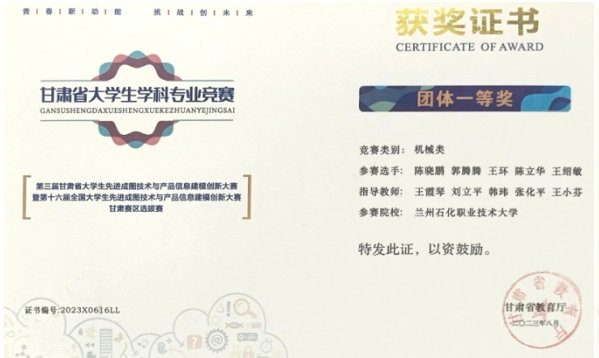 青春新动能 挑战创未来
甘肃省大学生学科专业竞赛
GANSUSHENGDAXUESHENGXUEKEZHUANYEJINGSAI
第三届甘肃省大学生先进成图技术与产品信息建模创新大赛
暨第十六届全国大学生先进成图技术与产品信息建模创新大赛
甘肃赛区选拔赛
证书编号:2023X0616LL
获奖证书
CERTIFICATE OF AWARD
团体一等奖
竞赛类别: 机械类
参赛选手: 陈晓鹏 郭腾腾 王环 陈立华 王绍敏
指导教师: 王霞琴 刘立平 韩玮 张化平 王小芬
参赛院校: 兰州石化职业技术大学
特发此证,以资鼓励。
甘肃省教育厅
甘肃省教育厅
二〇二三年八月